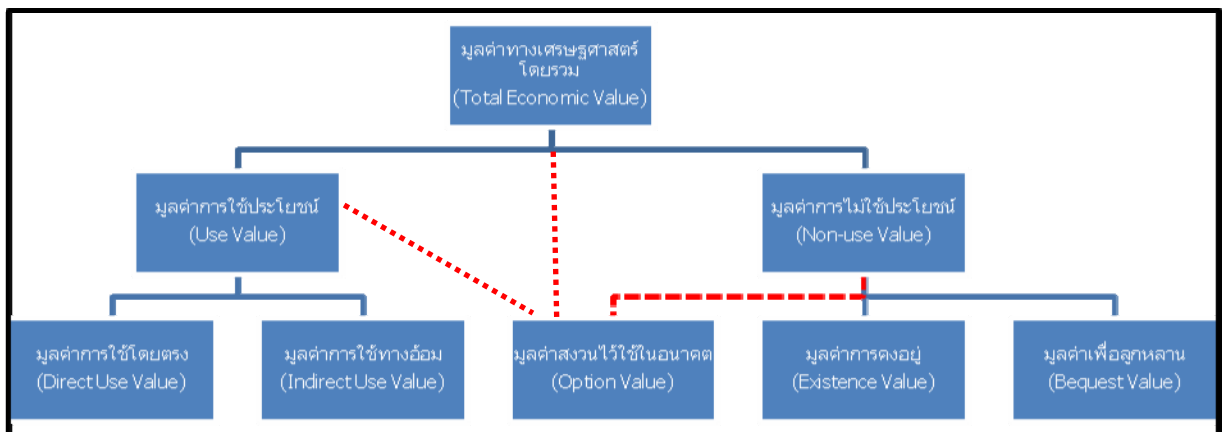 มูลค่าทางเศรษฐศาสตร์
โดยรวม
(Total Economic Value)
มูลค่าการใช้ประโยชน์
(Use Value)
มูลค่าการไม่ใช้ประโยชน์
(Non-use Value)
มูลค่าการใช้โดยตรง
(Direct Use Value)
มูลค่าการใช้ทางอ้อม
(Indirect Use Value)
มูลค่าสงวนไว้ใช้ในอนาคต
(Option Value)
มูลค่าการคงอยู่
(Existence Value)
มูลค่าเพื่อลูกหลาน
(Bequest Value)